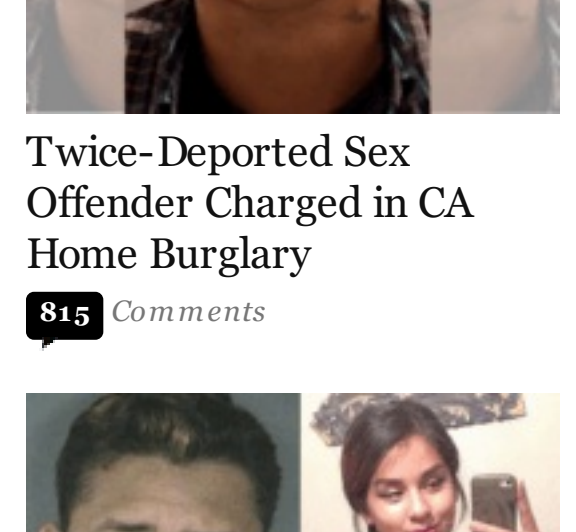 Twice-Deported Sex
Offender Charged in CA
Home Burglary
815 Comments